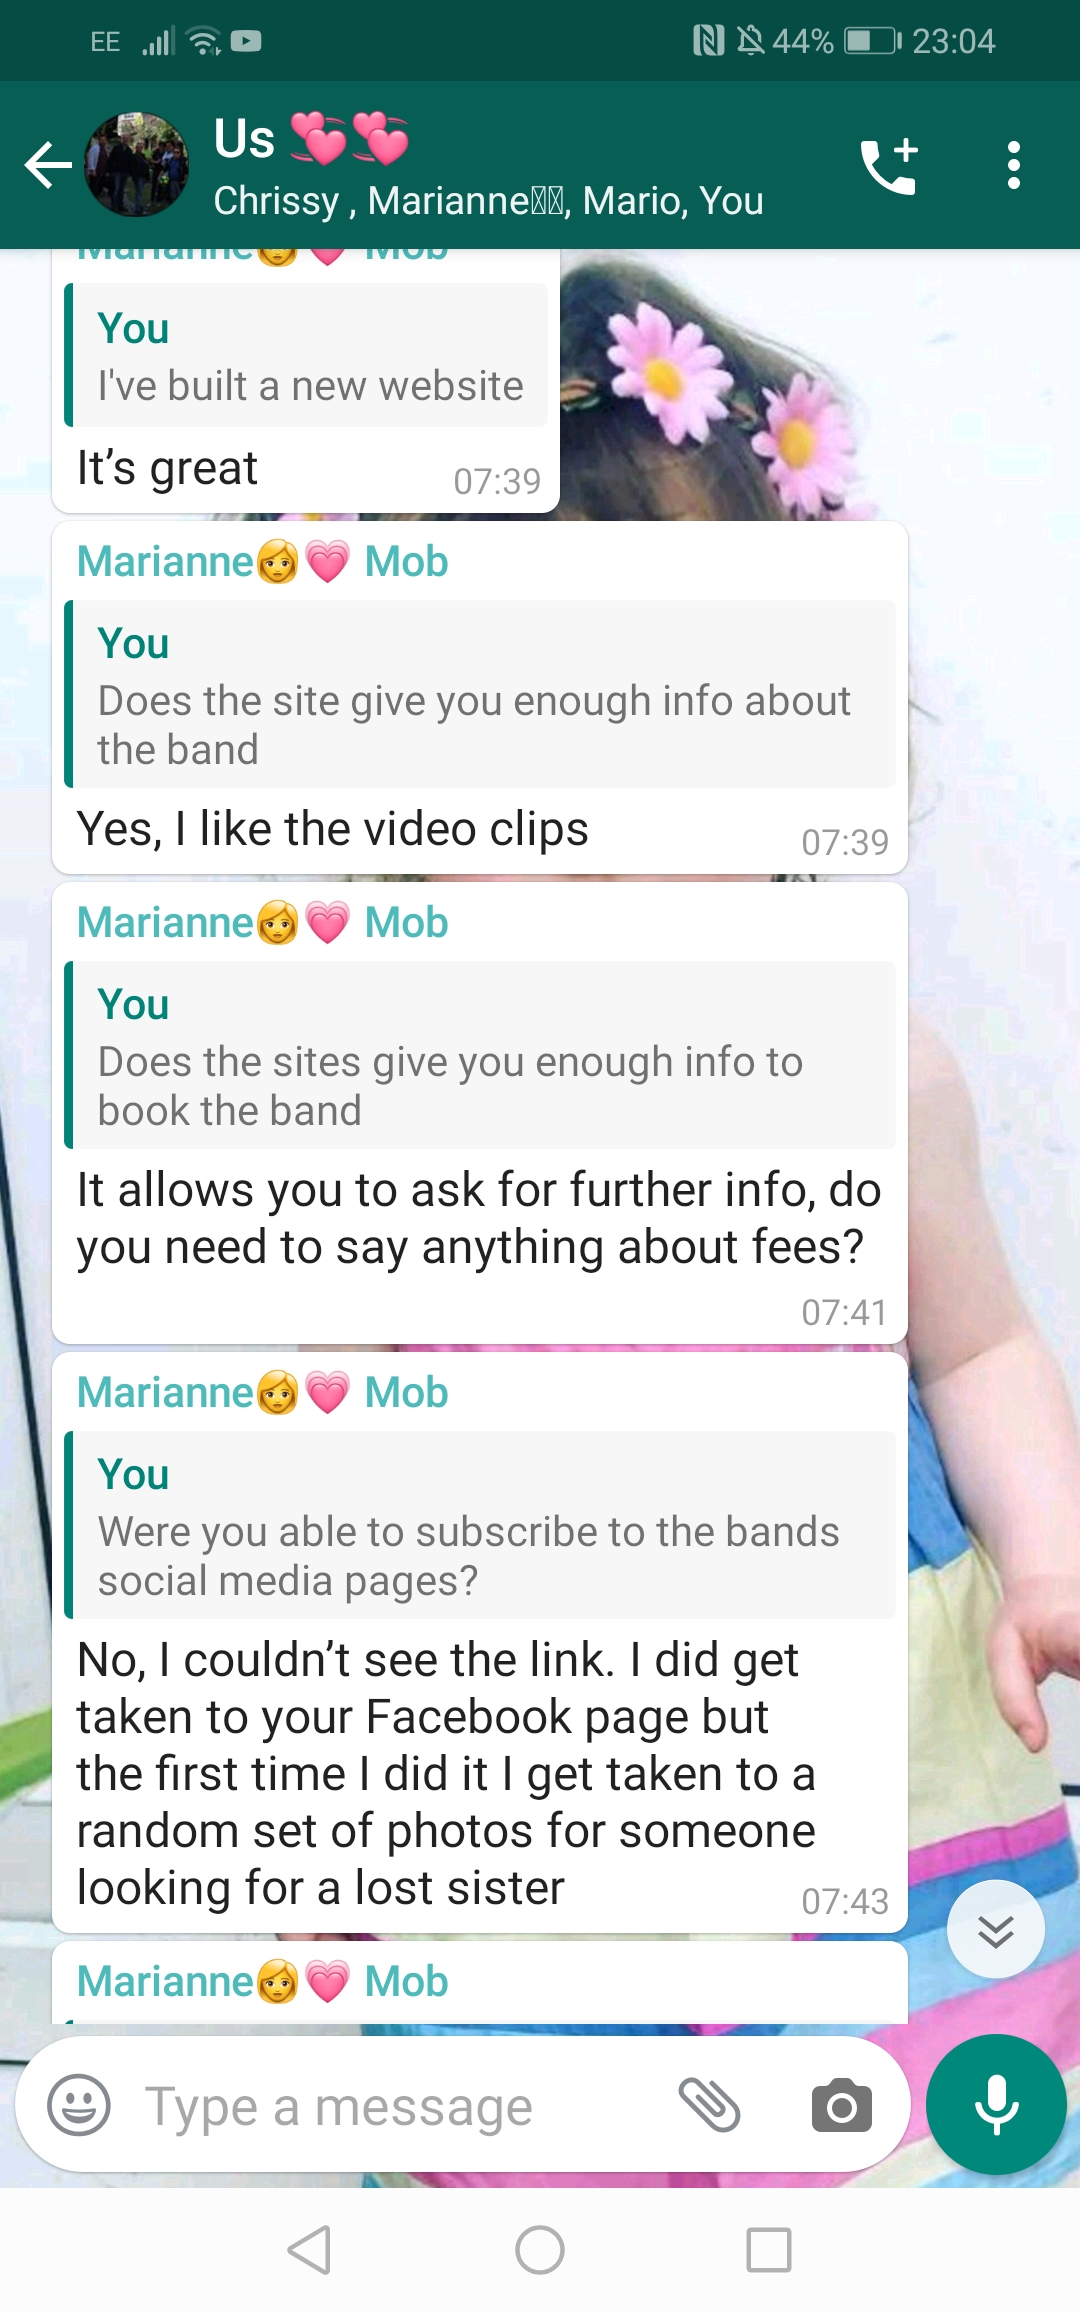 EE 44% 23:04
Us 💞💞
Chrissy , Marianne, Mario, You
Marianne👩💗 Mob
You
I've built a new website
It’s great 07:39
Marianne👩💗 Mob
You
Does the site give you enough info about
the band
Yes, I like the video clips 07:39
Marianne👩💗 Mob
You
Does the sites give you enough info to
book the band
It allows you to ask for further info, do
you need to say anything about fees?
07:41
Marianne👩💗 Mob
You
Were you able to subscribe to the bands
social media pages?
No, I couldn’t see the link. I did get
taken to your Facebook page but
the first time I did it I get taken to a
random set of photos for someone
looking for a lost sister 07:43
Marianne👩💗 Mob
Type a message